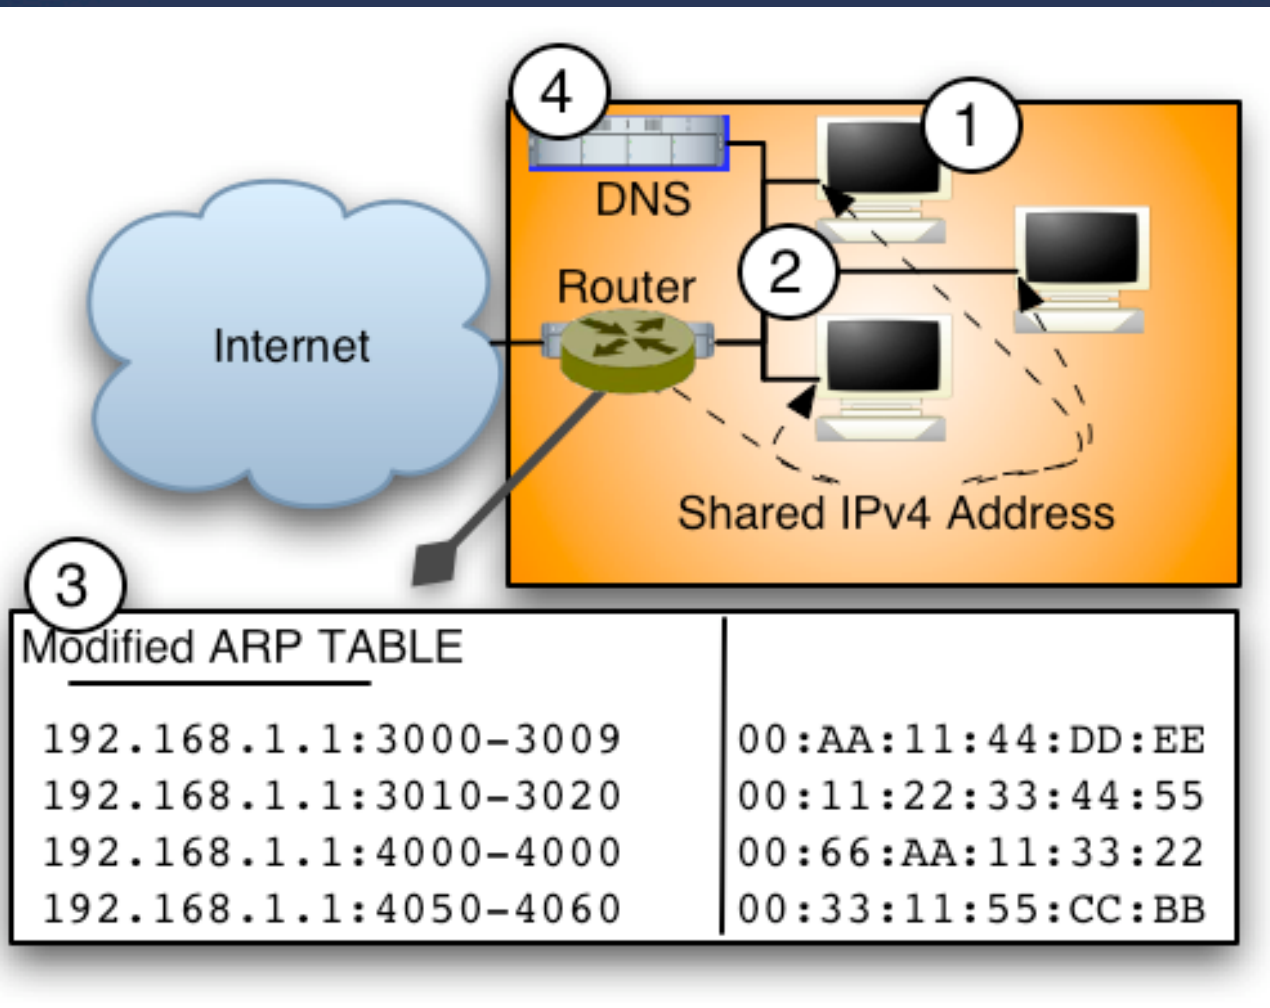 4
1
DNS
2
Router
Internet
Shared IPv4 Address
3
Modified ARP TABLE
192.168.1.1:3000-3009 00:AA:11:44:DD:EE
192.168.1.1:3010-3020 00:11:22:33:44:55
192.168.1.1:4000-4000 00:66:AA:11:33:22
192.168.1.1:4050-4060 00:33:11:55:CC:BB